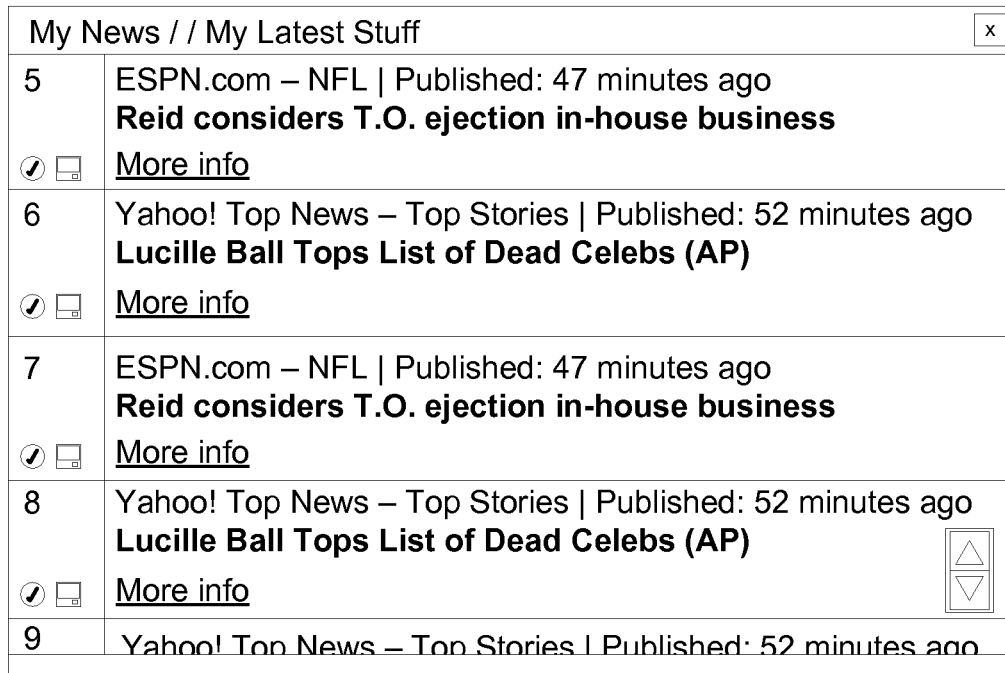 My News / / My Latest Stuff
x
5
ESPN.com – NFL | Published: 47 minutes ago
Reid considers T.O. ejection in-house business
More info
6
Yahoo! Top News – Top Stories | Published: 52 minutes ago
Lucille Ball Tops List of Dead Celebs (AP)
More info
7
ESPN.com – NFL | Published: 47 minutes ago
Reid considers T.O. ejection in-house business
More info
8
Yahoo! Top News – Top Stories | Published: 52 minutes ago
Lucille Ball Tops List of Dead Celebs (AP)
More info
9
Yahoo! Top News – Top Stories | Published: 52 minutes ago